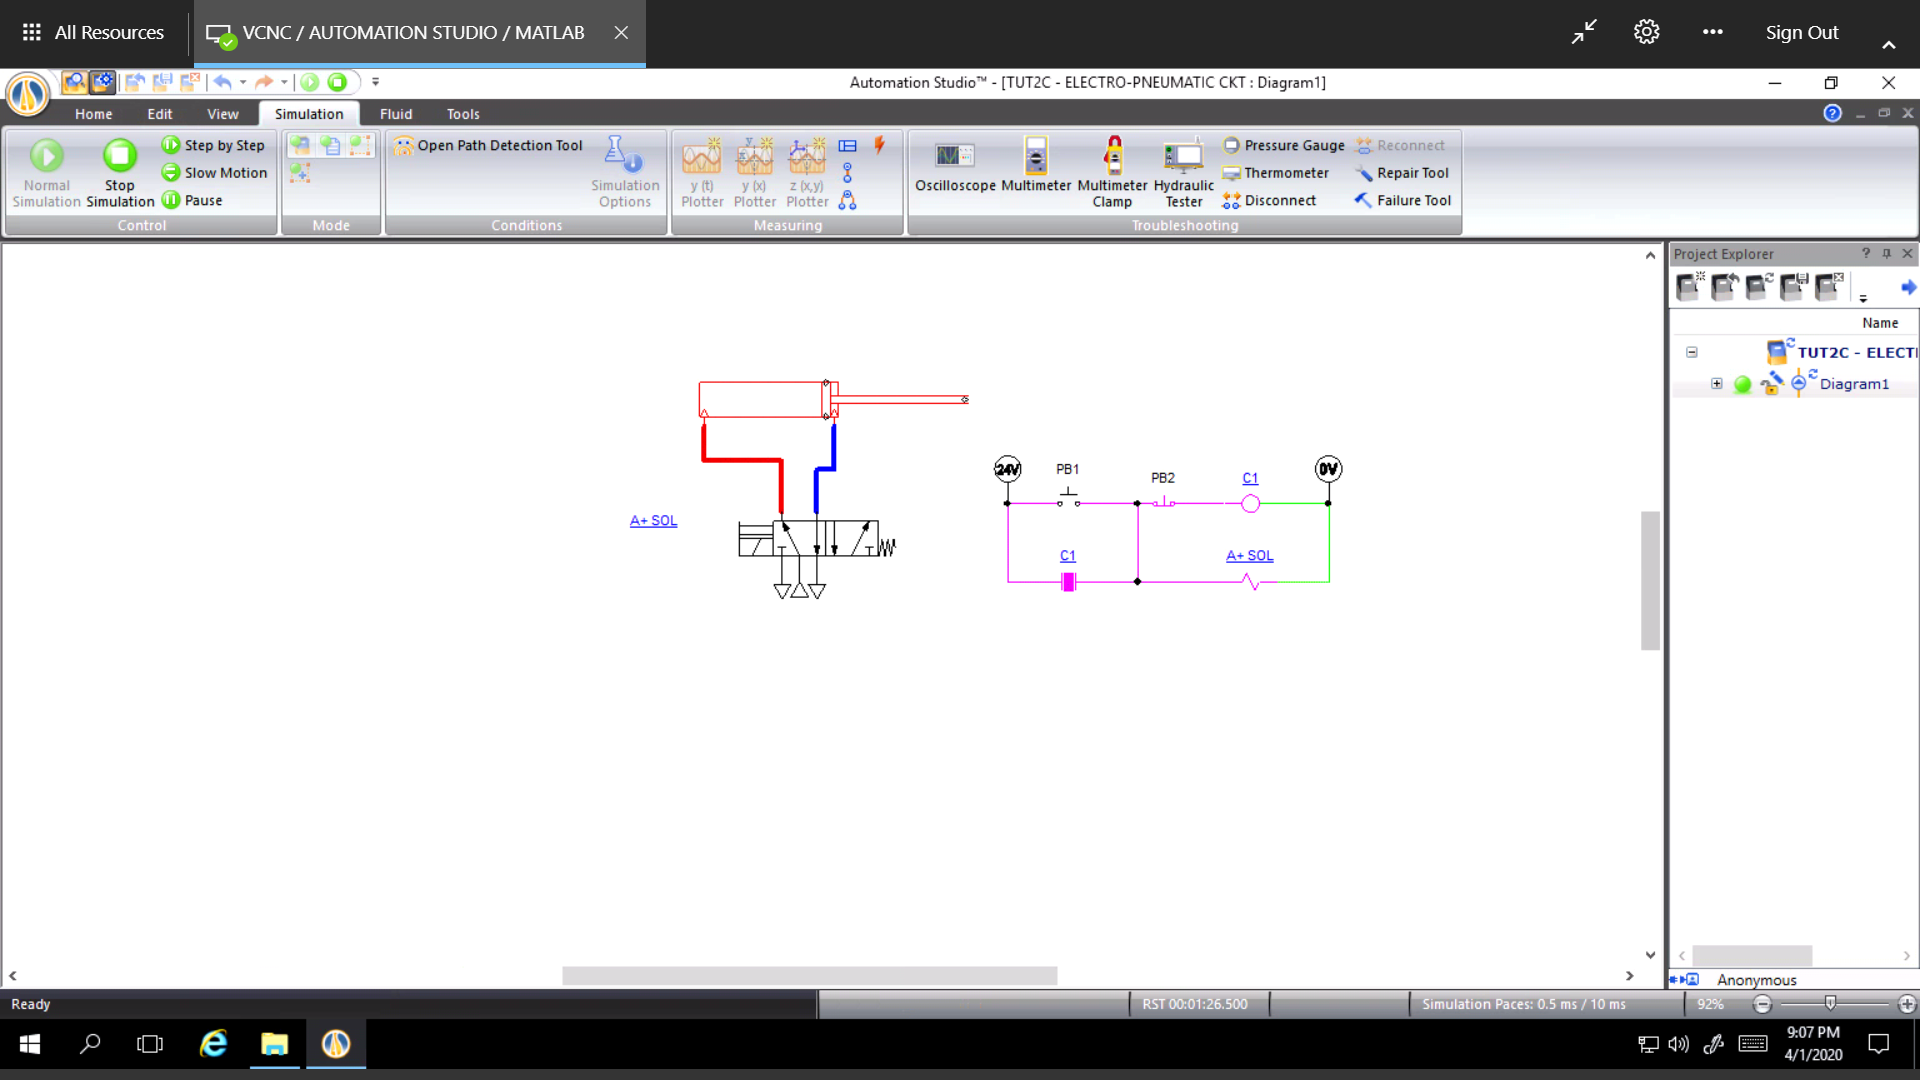 All Resources
VCNC / AUTOMATION STUDIO / MATLAB
Sign Out
Automation Studio™ - [TUT2C - ELECTRO-PNEUMATIC CKT : Diagram1]
Home Edit View Simulation Fluid Tools
Normal Simulation
Stop Simulation
Step by Step
Slow Motion
Pause
Control
Mode
Open Path Detection Tool
Simulation Options
Conditions
y (t) Plotter
y (x) Plotter
z (x,y) Plotter
Measuring
Oscilloscope
Multimeter
Multimeter Clamp
Hydraulic Tester
Pressure Gauge
Thermometer
Disconnect
Reconnect
Repair Tool
Failure Tool
Troubleshooting
Project Explorer
Name
TUT2C - ELECTI
Diagram1
24V
PB1
PB2
C1
0V
A+ SOL
C1
A+ SOL
Anonymous
Ready
RST 00:01:26.500
Simulation Paces: 0.5 ms / 10 ms
92%
9:07 PM
4/1/2020